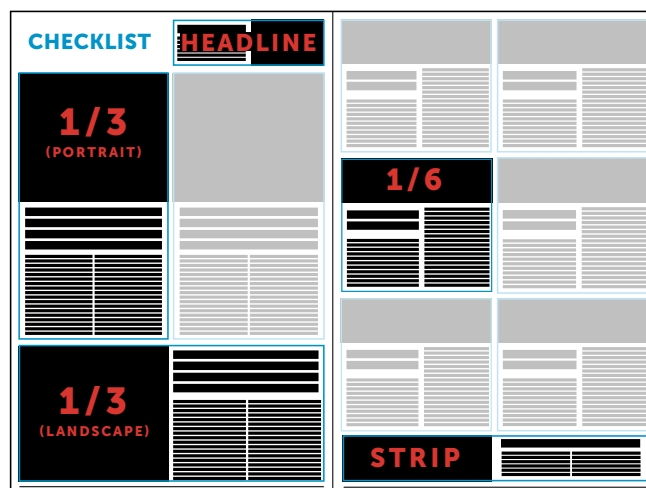 CHECKLIST
HEADLINE
1/3
(PORTRAIT)
1/3
(LANDSCAPE)
1/6
STRIP